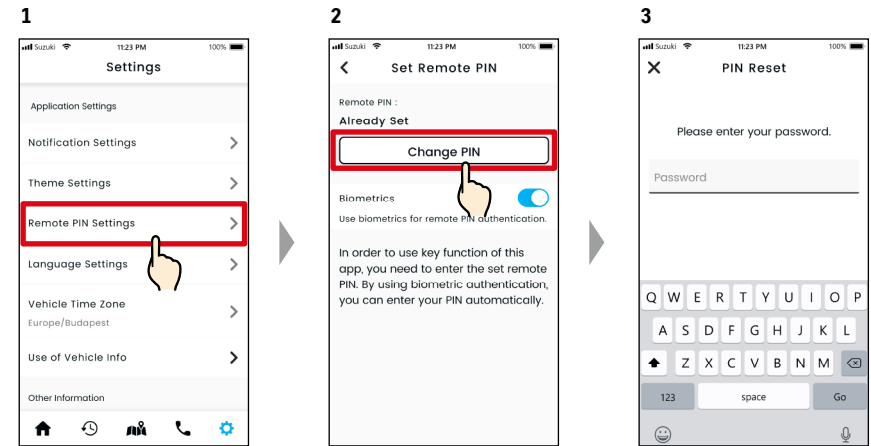 1
Suzuki 11:23 PM 100%
Settings
Application Settings
Notification Settings
Theme Settings
Remote PIN Settings
Language Settings
Vehicle Time Zone
Europe/Budapest
Use of Vehicle Info
Other Information
2
Suzuki 11:23 PM 100%
Set Remote PIN
Remote PIN :
Already Set
Change PIN
Biometrics
Use biometrics for remote PIN authentication.
In order to use key function of this
app, you need to enter the set remote
PIN. By using biometric authentication,
you can enter your PIN automatically.
3
Suzuki 11:23 PM 100%
PIN Reset
Please enter your password.
Password
Q W E R T Y U I O P
A S D F G H J K L
Z X C V B N M
123 space Go